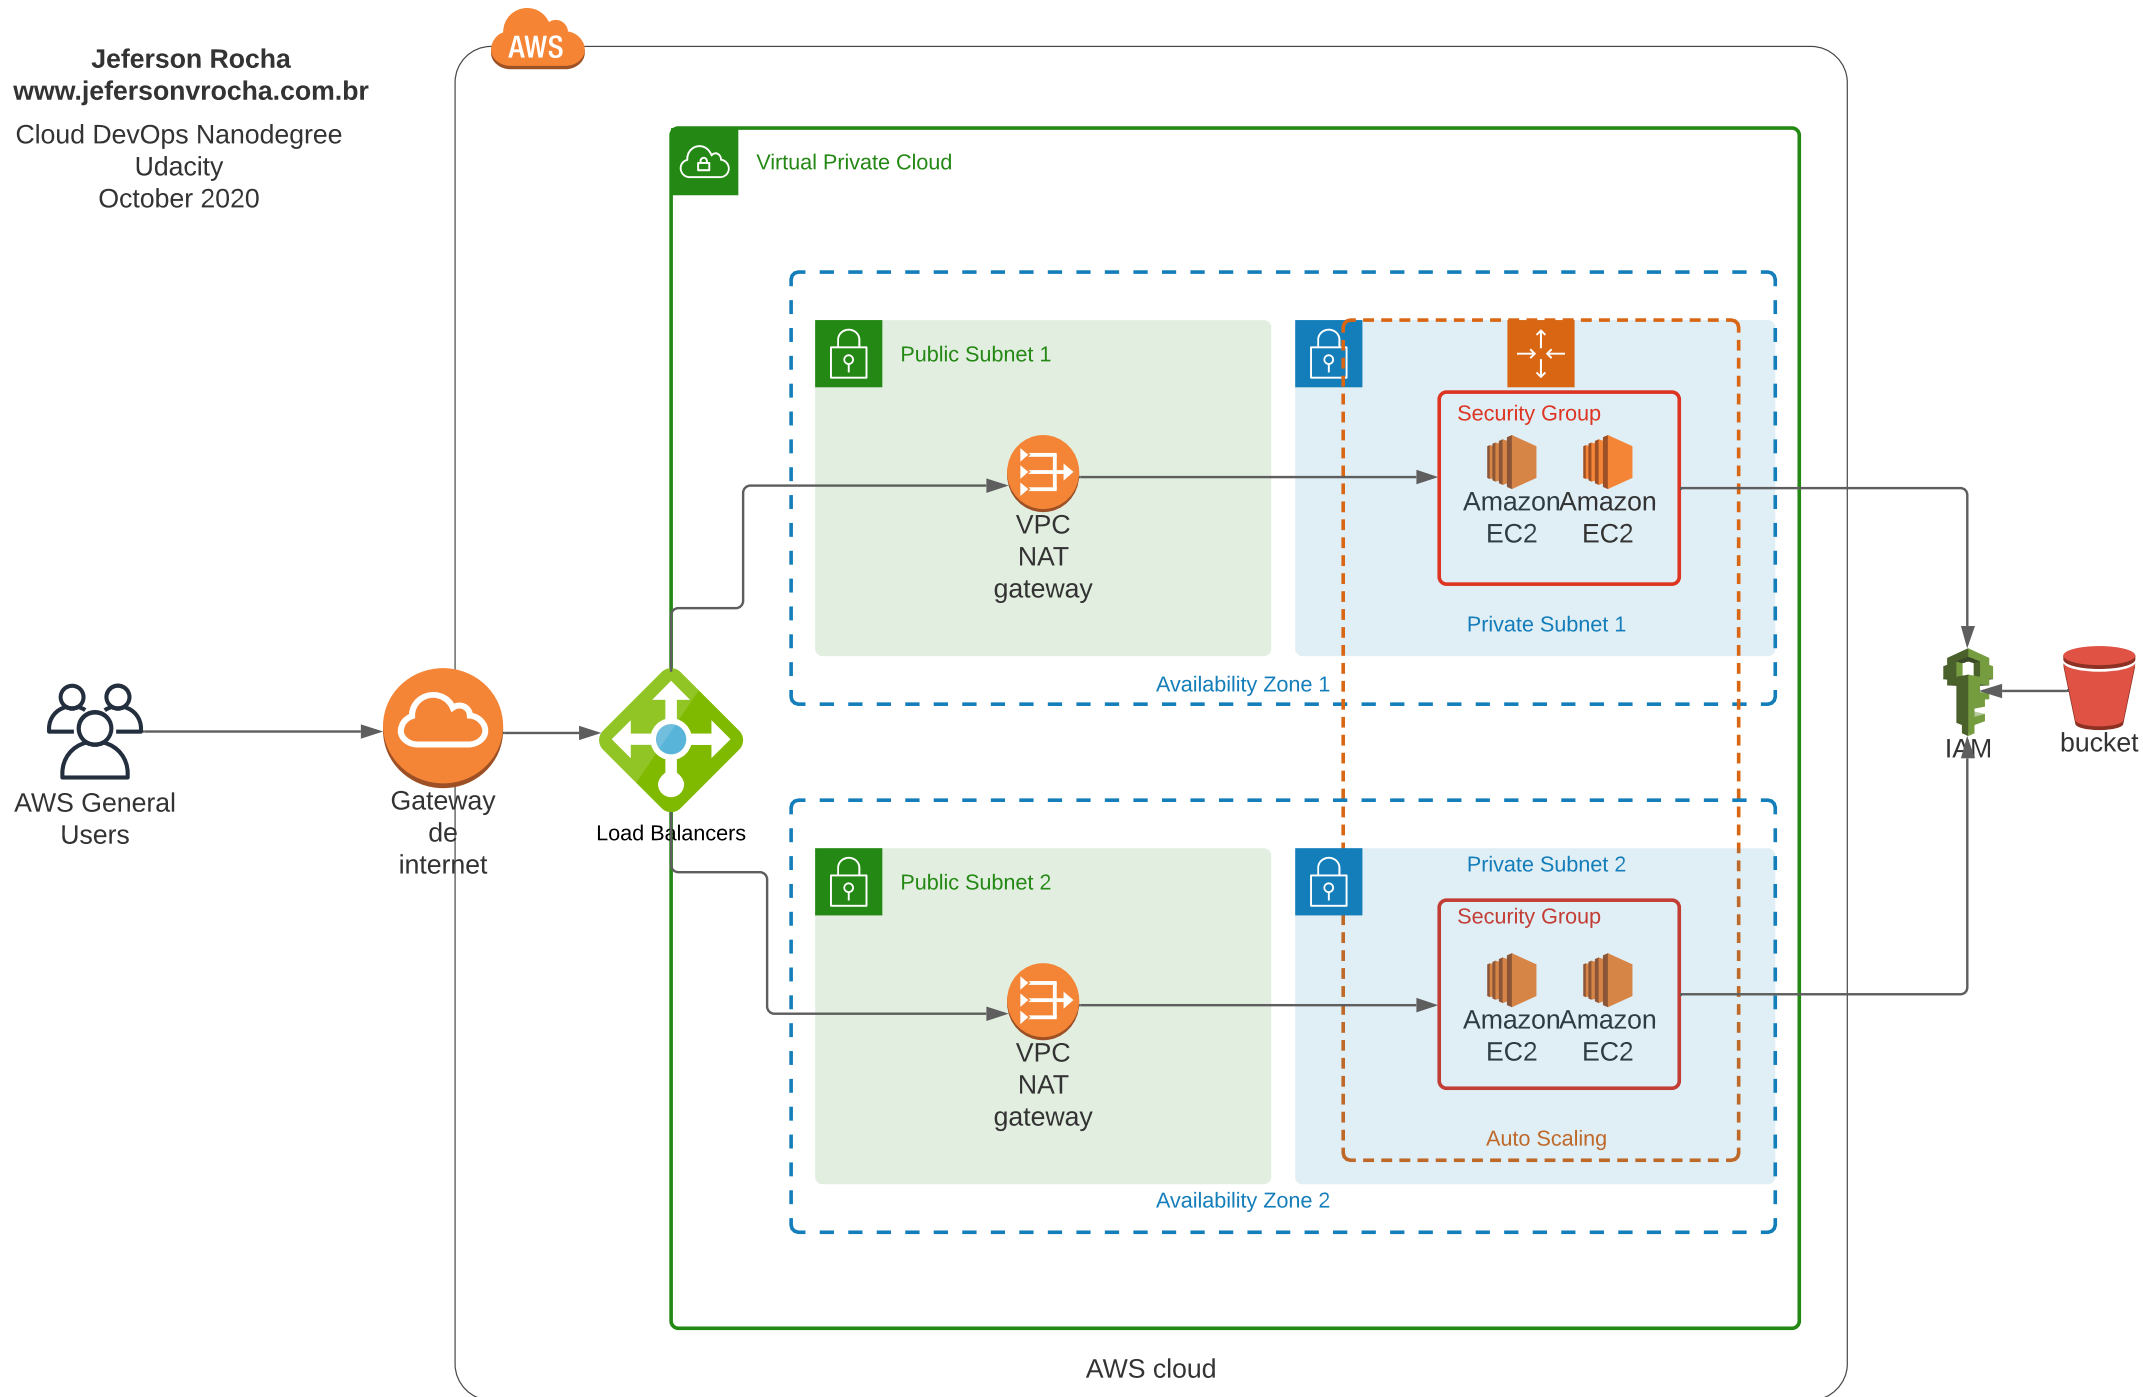 AWS
Jeferson Rocha
www.jefersonvrocha.com.br
Cloud DevOps Nanodegree
Udacity
October 2020
Virtual Private Cloud
Public Subnet 1
Security Group
Amazon
EC2
Amazon
EC2
VPC
NAT
gateway
Private Subnet 1
Availability Zone 1
AWS General
Users
Gateway
de
internet
Load Balancers
IAM
bucket
Public Subnet 2
Private Subnet 2
Security Group
Amazon
EC2
Amazon
EC2
VPC
NAT
gateway
Auto Scaling
Availability Zone 2
AWS cloud